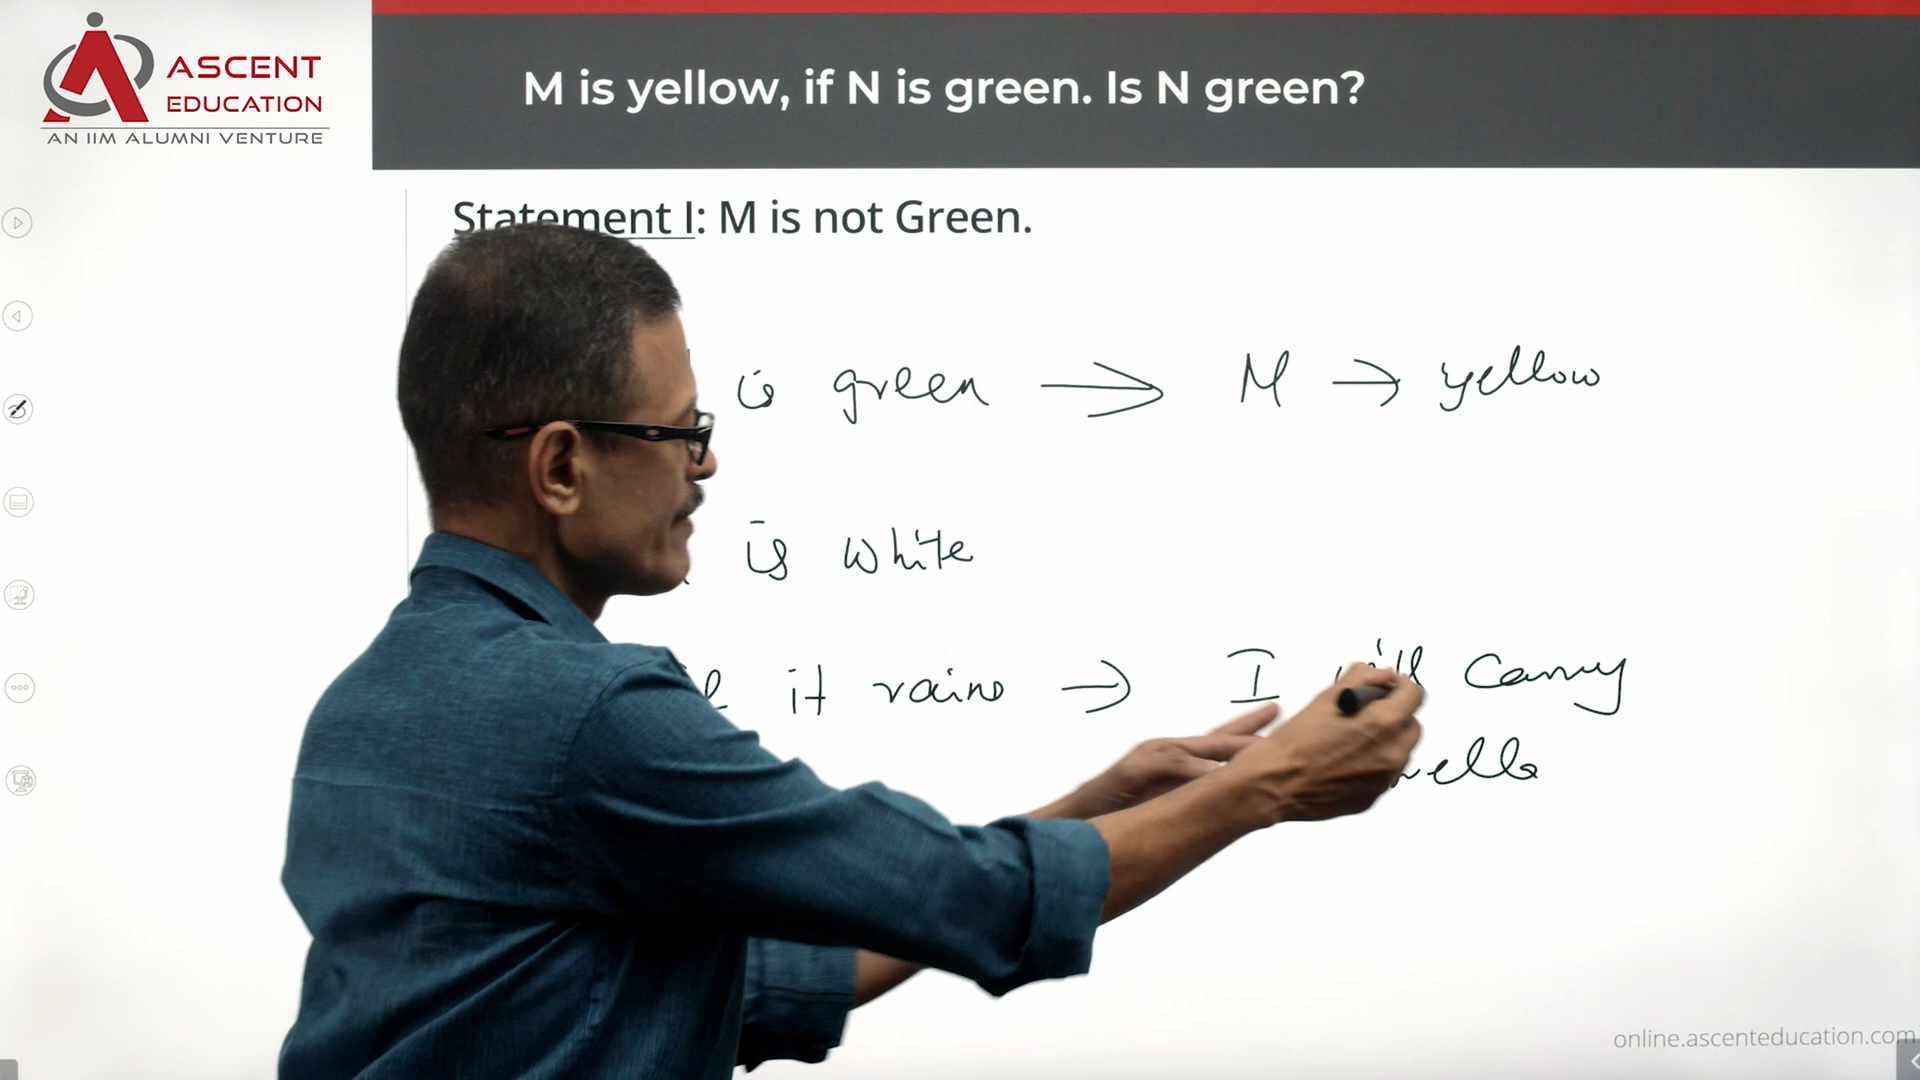 ASCENT
EDUCATION
AN IIM ALUMNI VENTURE
M is yellow, if N is green. Is N green?
Statement I: M is not Green.
is green → M → yellow
is white
it rains → I will carry
online.ascenteducation.com